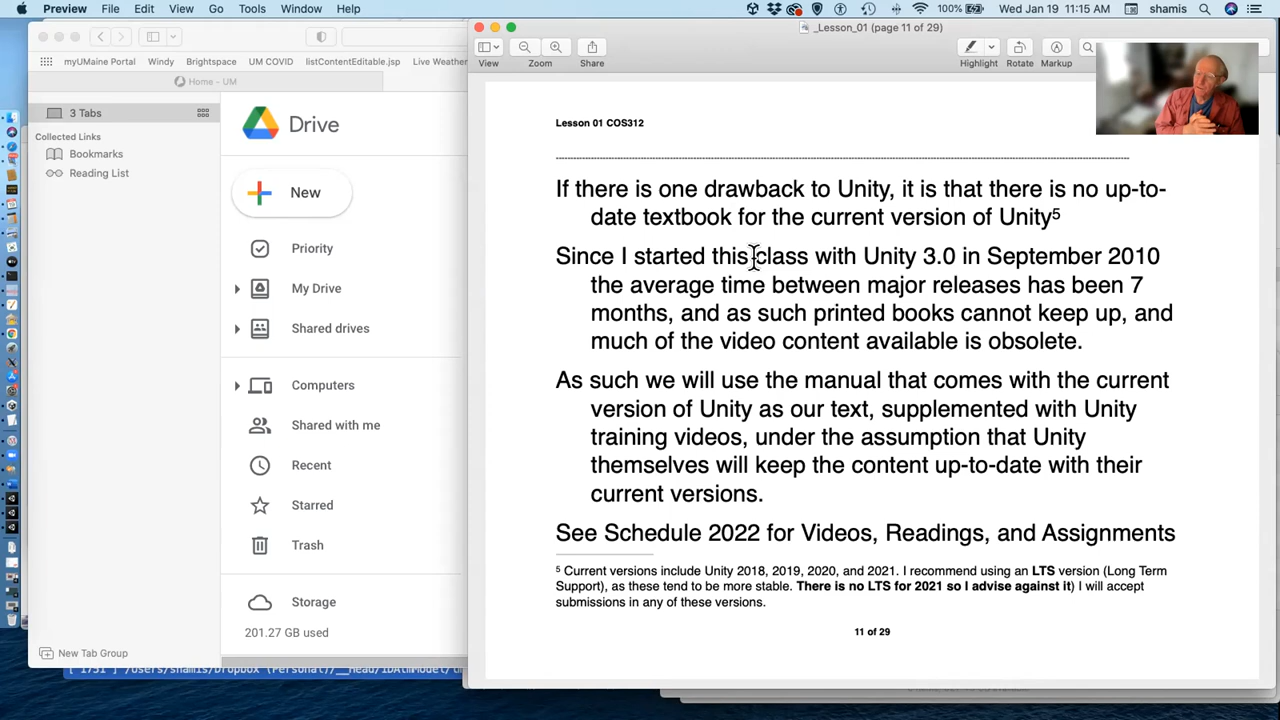 Preview File Edit View Go Tools Window Help
100% Wed Jan 19 11:15 AM shamis
myUMaine Portal Windy Brightspace UM COVID listContentEditable.jsp Live Weather
Home - UM
3 Tabs
Collected Links
Bookmarks
Reading List
New Tab Group
Drive
New
Priority
My Drive
Shared drives
Computers
Shared with me
Recent
Starred
Trash
Storage
201.27 GB used
_Lesson_01 (page 11 of 29)
View Zoom Share Highlight Rotate Markup
Lesson 01 COS312
If there is one drawback to Unity, it is that there is no up-to-
date textbook for the current version of Unity⁵
Since I started this class with Unity 3.0 in September 2010
the average time between major releases has been 7
months, and as such printed books cannot keep up, and
much of the video content available is obsolete.
As such we will use the manual that comes with the current
version of Unity as our text, supplemented with Unity
training videos, under the assumption that Unity
themselves will keep the content up-to-date with their
current versions.
See Schedule 2022 for Videos, Readings, and Assignments
⁵ Current versions include Unity 2018, 2019, 2020, and 2021. I recommend using an LTS version (Long Term
Support), as these tend to be more stable. There is no LTS for 2021 so I advise against it) I will accept
submissions in any of these versions.
11 of 29